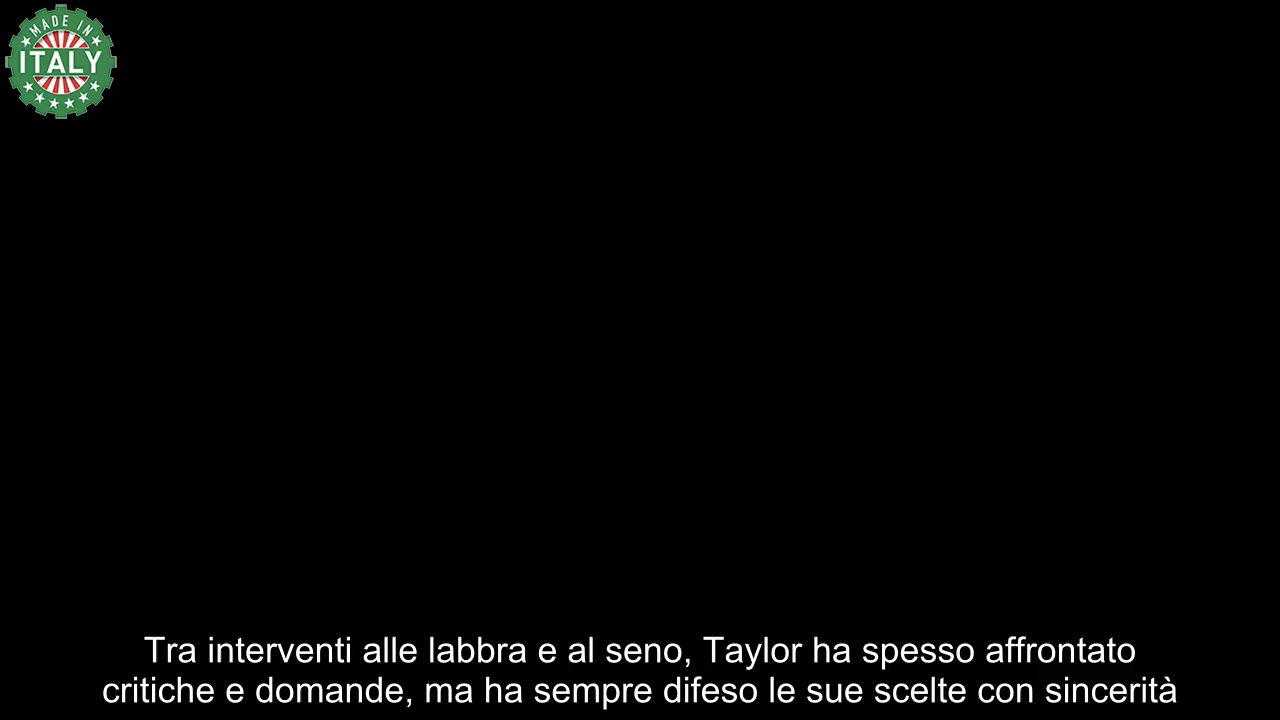 MADE IN
ITALY
Tra interventi alle labbra e al seno, Taylor ha spesso affrontato
critiche e domande, ma ha sempre difeso le sue scelte con sincerità